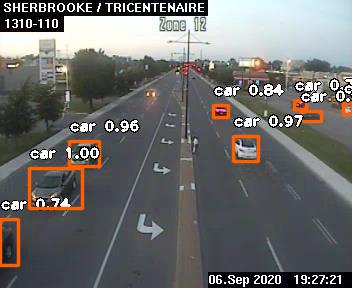 SHERBROOKE / TRICENTENAIRE
1310-110
Zone 12
car 0.84
car 0.97
car 0.96
car 1.00
car 0.74
06.Sep 2020 19:27:21